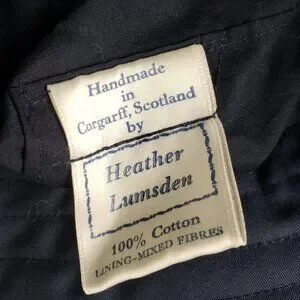 Handmade
in
Corgarff, Scotland
by
Heather
Lumsden
100% Cotton
LINING-MIXED FIBRES